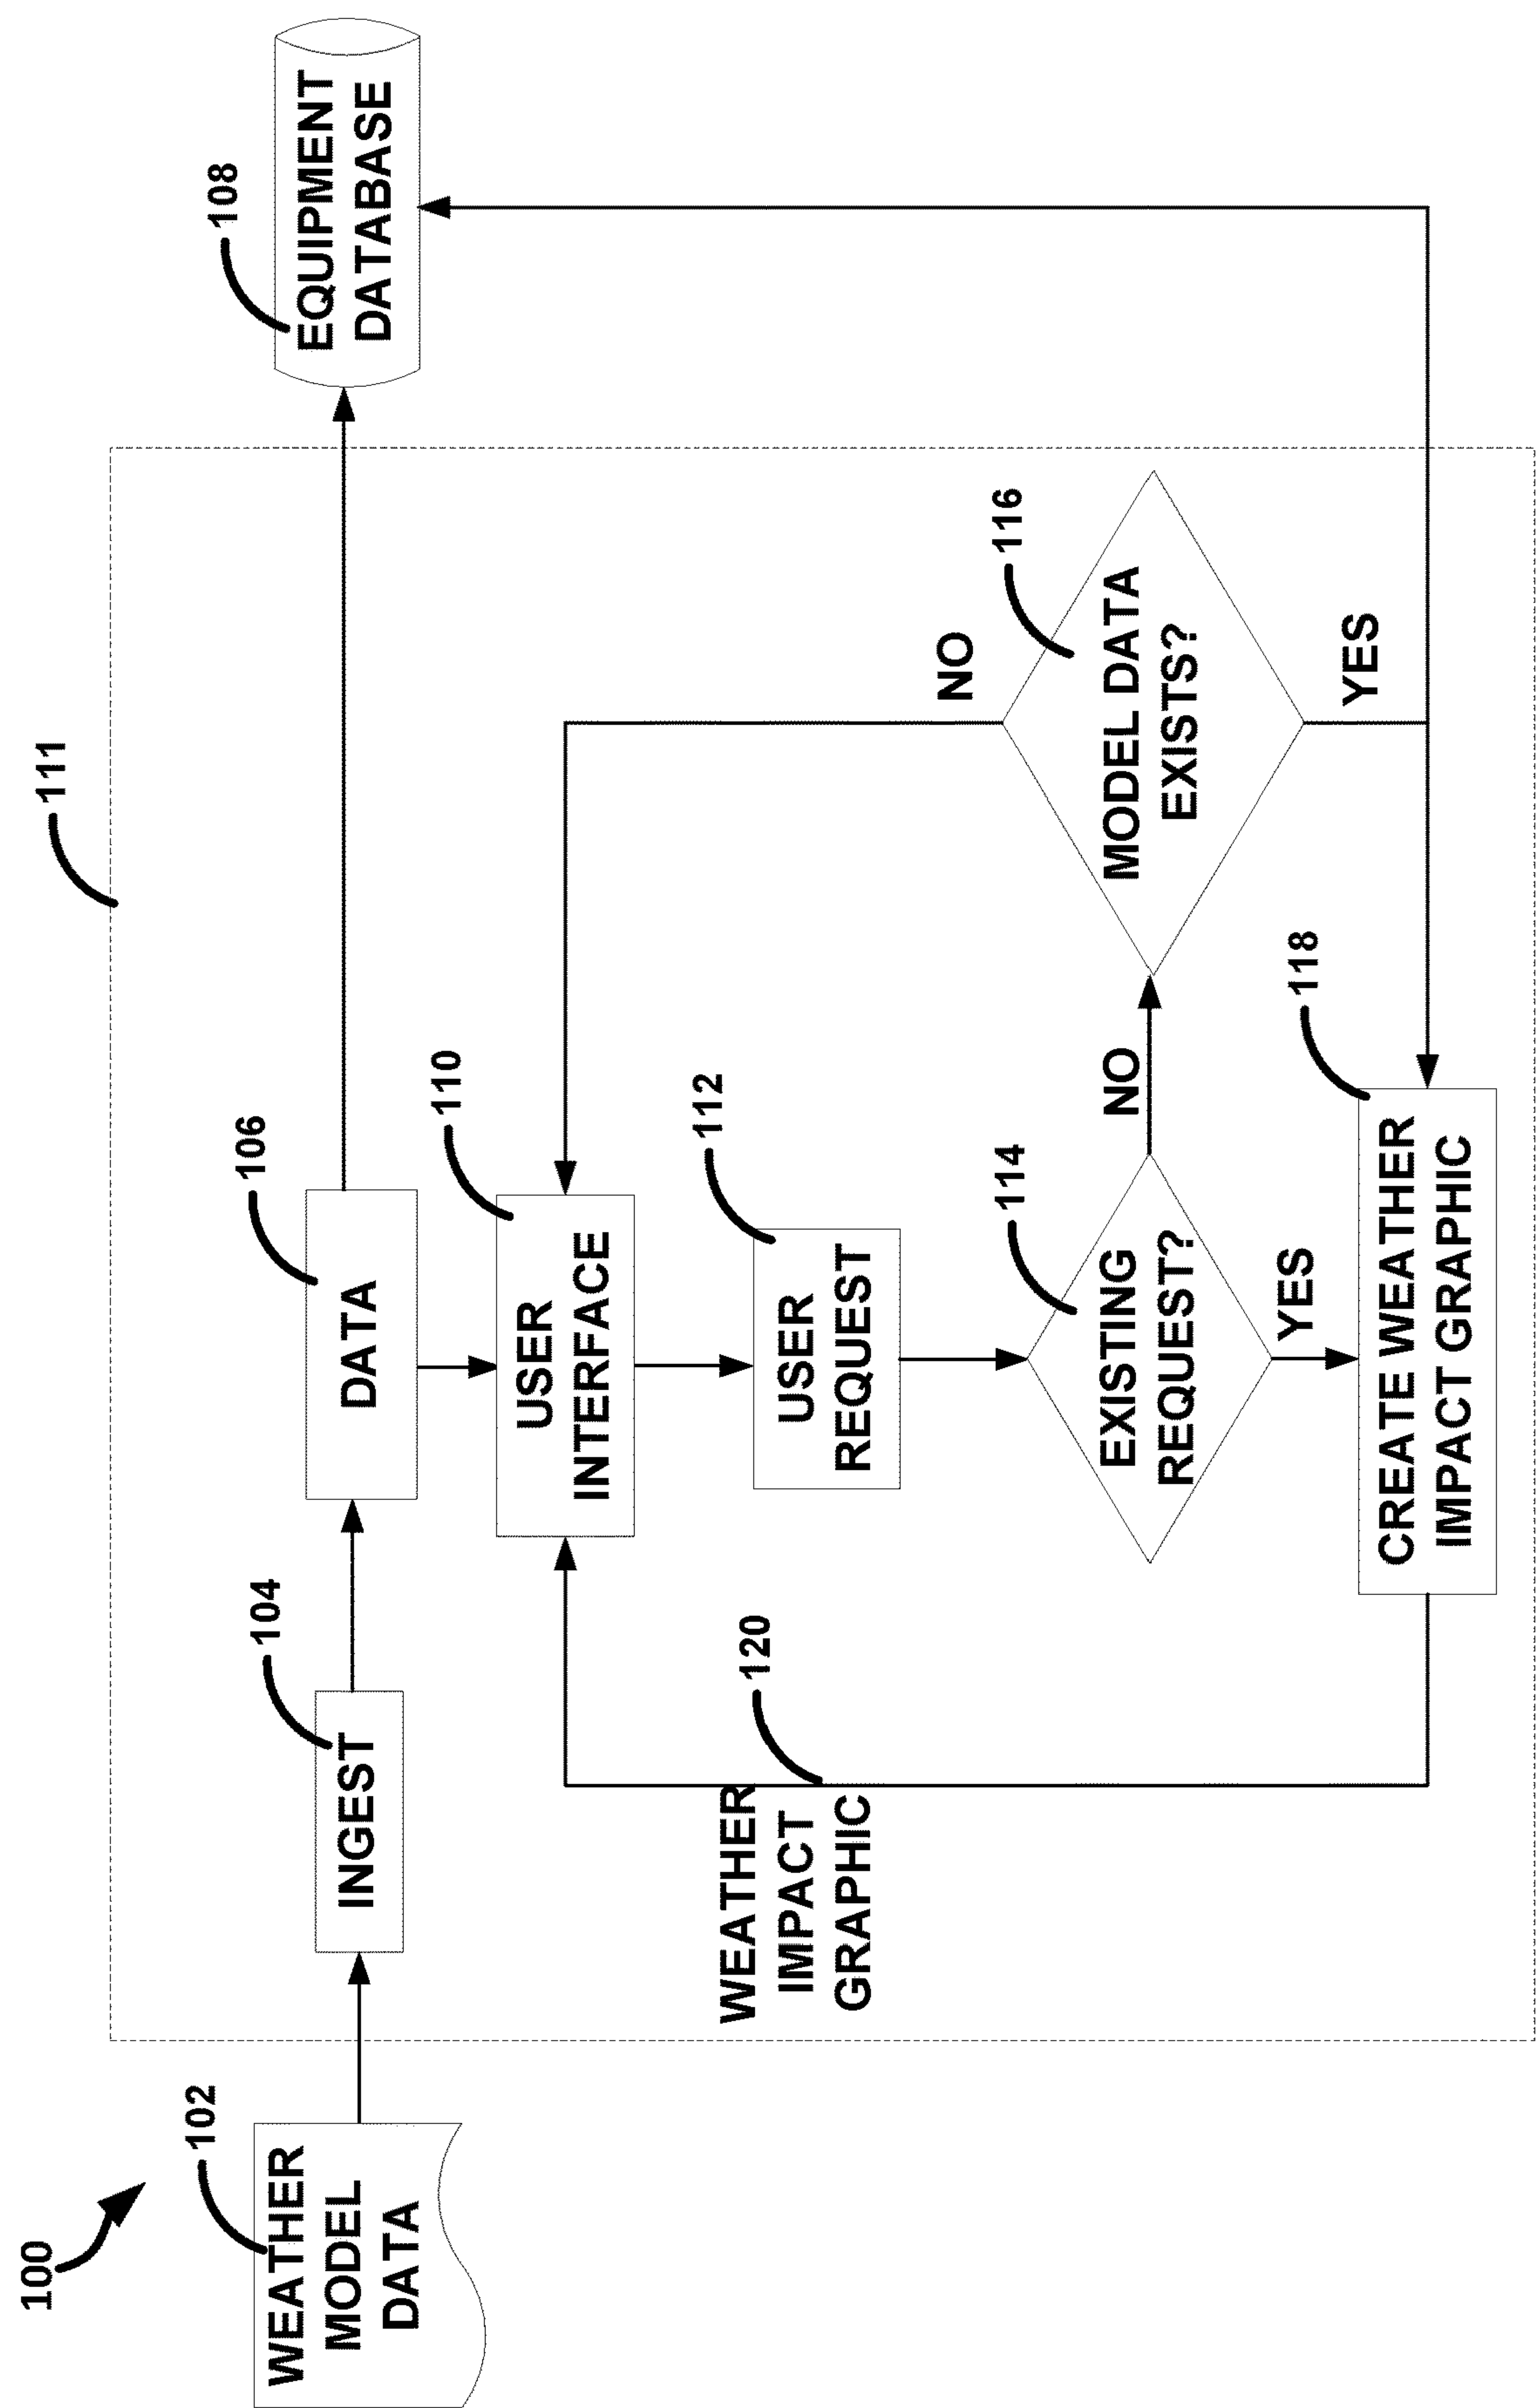 100
102
WEATHER
MODEL
DATA
104
INGEST
106
DATA
108
EQUIPMENT
DATABASE
111
110
USER
INTERFACE
112
USER
REQUEST
114
EXISTING
REQUEST?
NO
YES
116
MODEL DATA
EXISTS?
NO
YES
118
CREATE WEATHER
IMPACT GRAPHIC
120
WEATHER
IMPACT
GRAPHIC